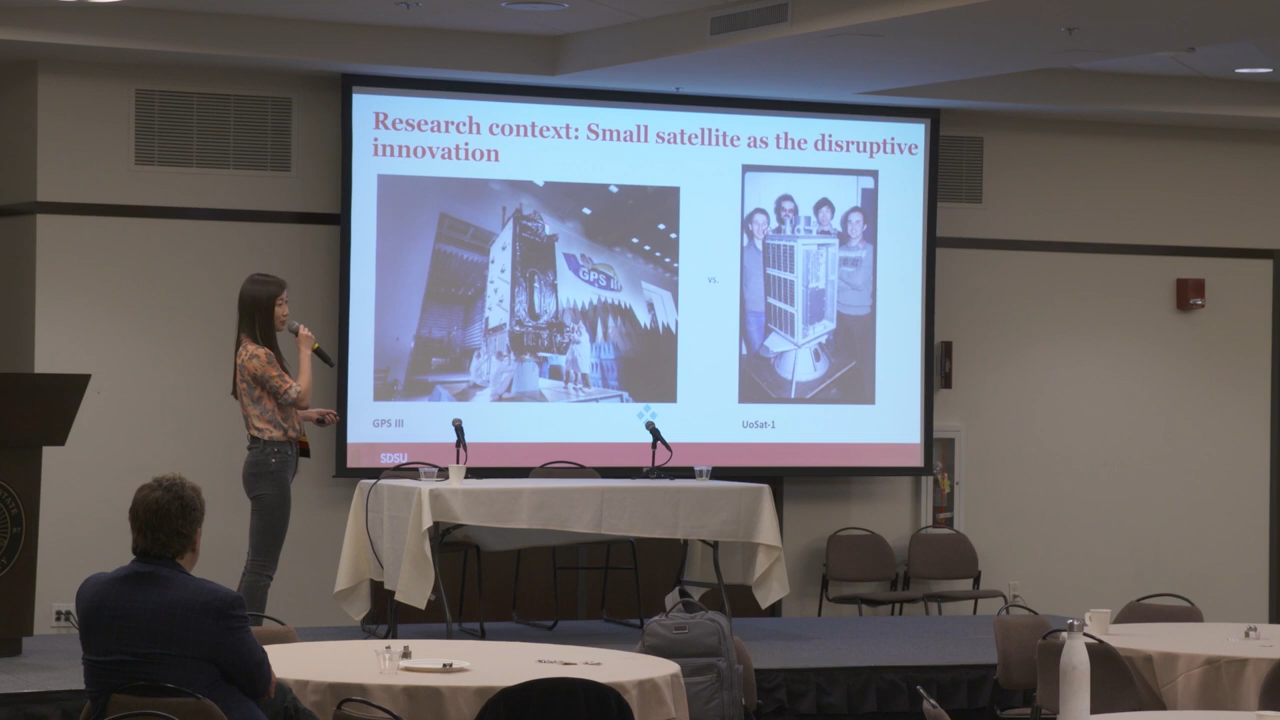 Research context: Small satellite as the disruptive
innovation
GPS III
vs.
GPS III
UoSat-1
SDSU